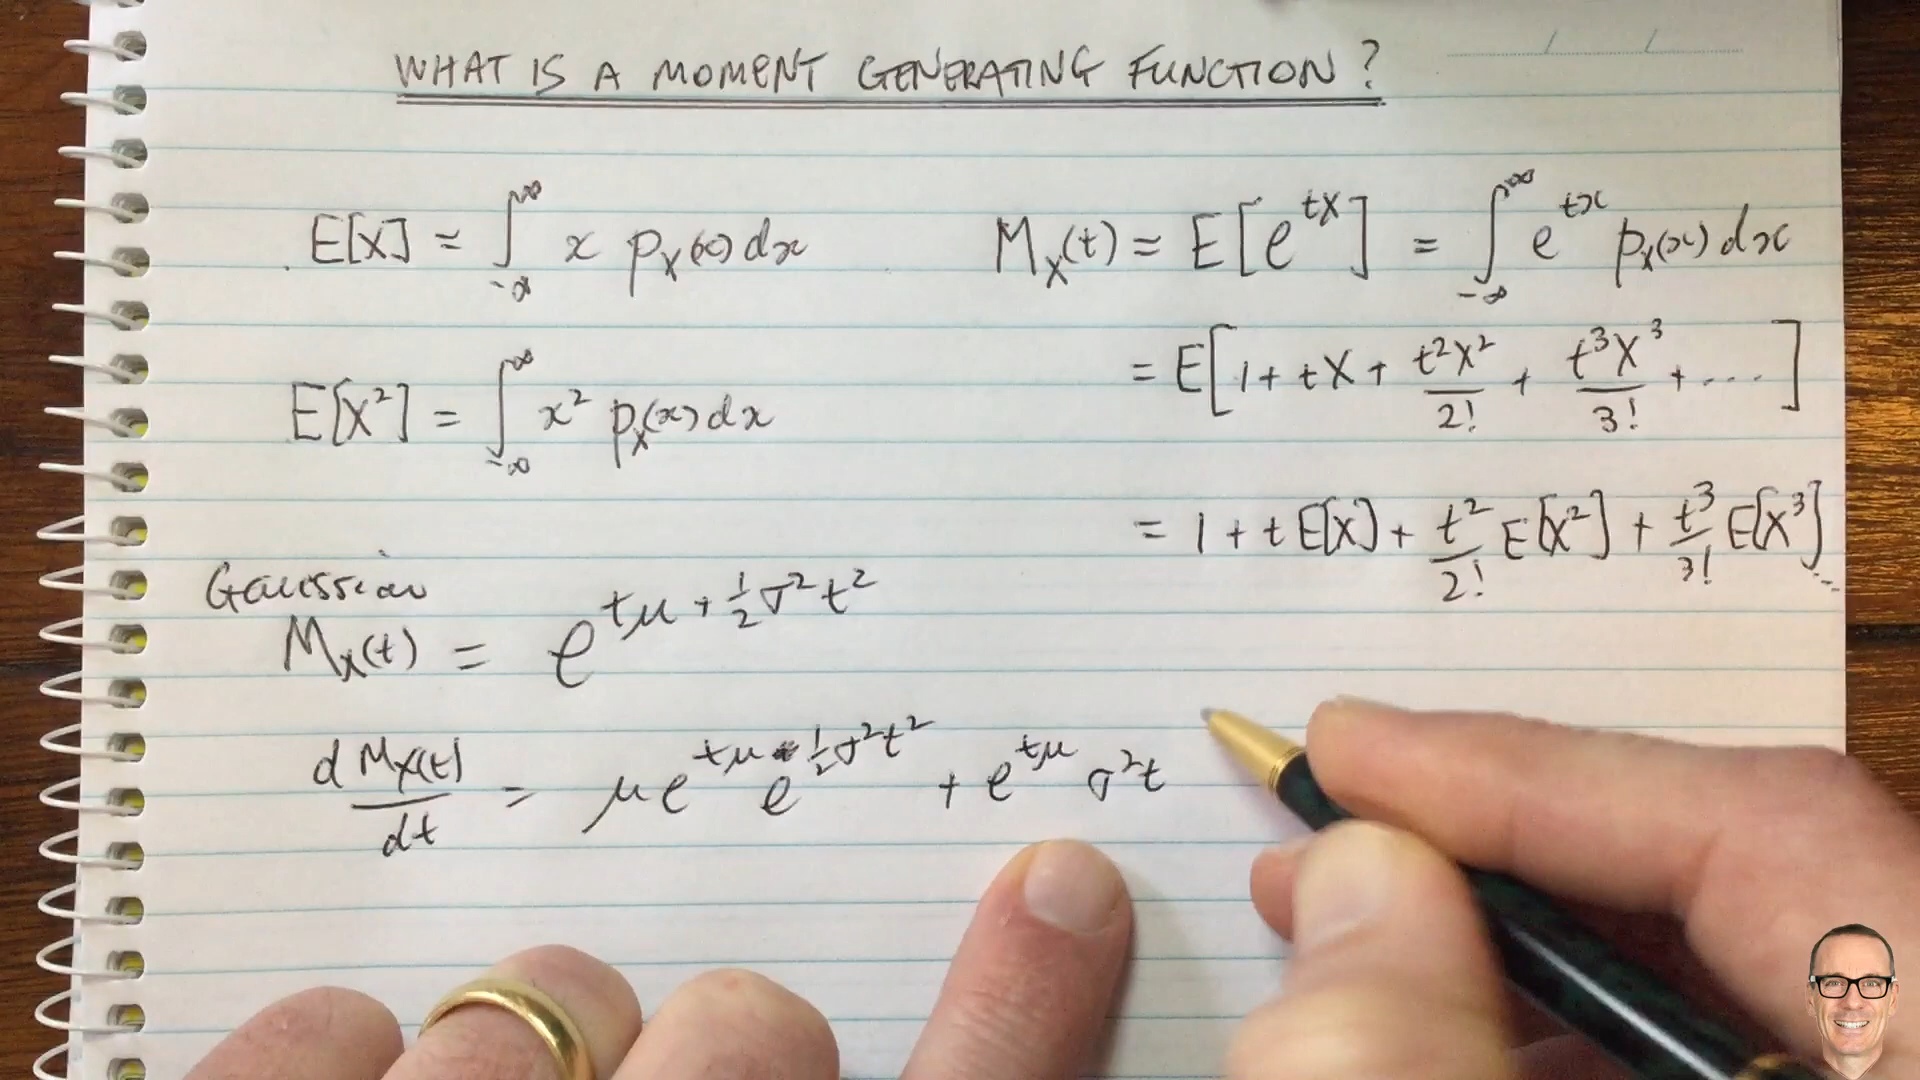 WHAT IS A MOMENT GENERATING FUNCTION?
E[X] = ∫_{-∞}^{∞} x p_X(x) dx
E[X²] = ∫_{-∞}^{∞} x² p_X(x) dx
M_X(t) = E[e^{tX}] = ∫_{-∞}^{∞} e^{tx} p_X(x) dx
= E[1 + tX + t²X²/2! + t³X³/3! + ....]
= 1 + t E[X] + t²/2! E[X²] + t³/3! E[X³] ...
Gaussian
M_X(t) = e^{tμ + ½σ²t²}
dM_X(t)/dt = μ e^{tμ} e^{½σ²t²} + e^{tμ} σ²t